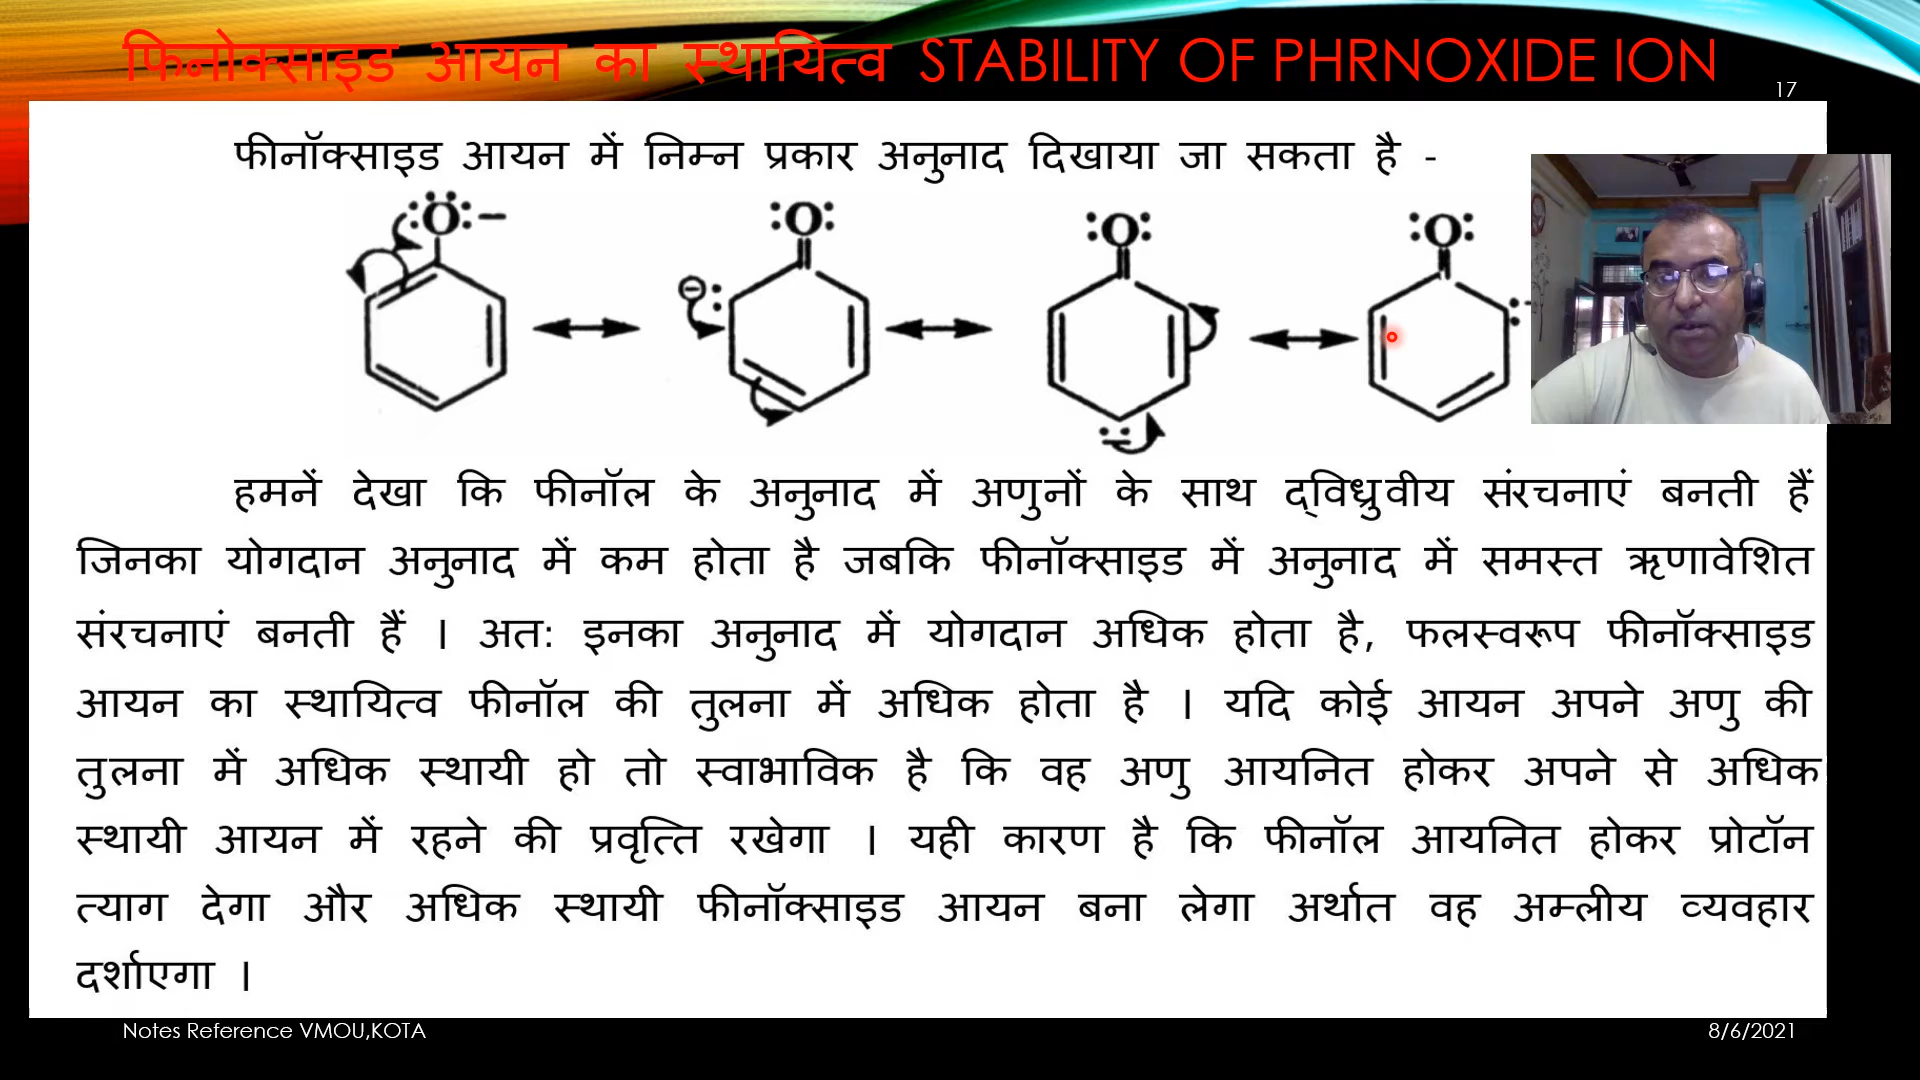 फिनोक्साइड आयन का स्थायित्व STABILITY OF PHRNOXIDE ION
17
फीनॉक्साइड आयन में निम्न प्रकार अनुनाद दिखाया जा सकता है -
:O: –
:O:
:O:
:O:
हमनें देखा कि फीनॉल के अनुनाद में अणुनों के साथ द्विध्रुवीय संरचनाएं बनती हैं
जिनका योगदान अनुनाद में कम होता है जबकि फीनॉक्साइड में अनुनाद में समस्त ऋणावेशित
संरचनाएं बनती हैं । अत: इनका अनुनाद में योगदान अधिक होता है, फलस्वरूप फीनॉक्साइड
आयन का स्थायित्व फीनॉल की तुलना में अधिक होता है । यदि कोई आयन अपने अणु की
तुलना में अधिक स्थायी हो तो स्वाभाविक है कि वह अणु आयनित होकर अपने से अधिक
स्थायी आयन में रहने की प्रवृत्ति रखेगा । यही कारण है कि फीनॉल आयनित होकर प्रोटॉन
त्याग देगा और अधिक स्थायी फीनॉक्साइड आयन बना लेगा अर्थात वह अम्लीय व्यवहार
दर्शाएगा ।
Notes Reference VMOU,KOTA
8/6/2021